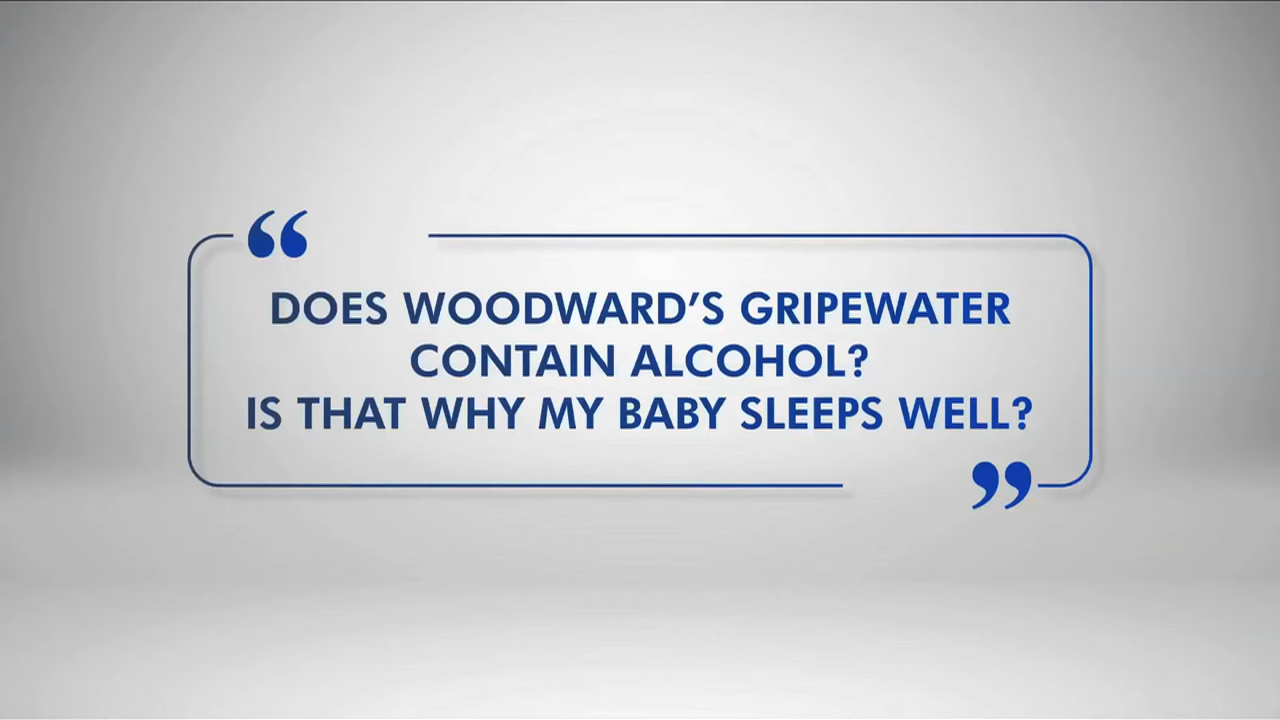 “
DOES WOODWARD’S GRIPEWATER
CONTAIN ALCOHOL?
IS THAT WHY MY BABY SLEEPS WELL?
”